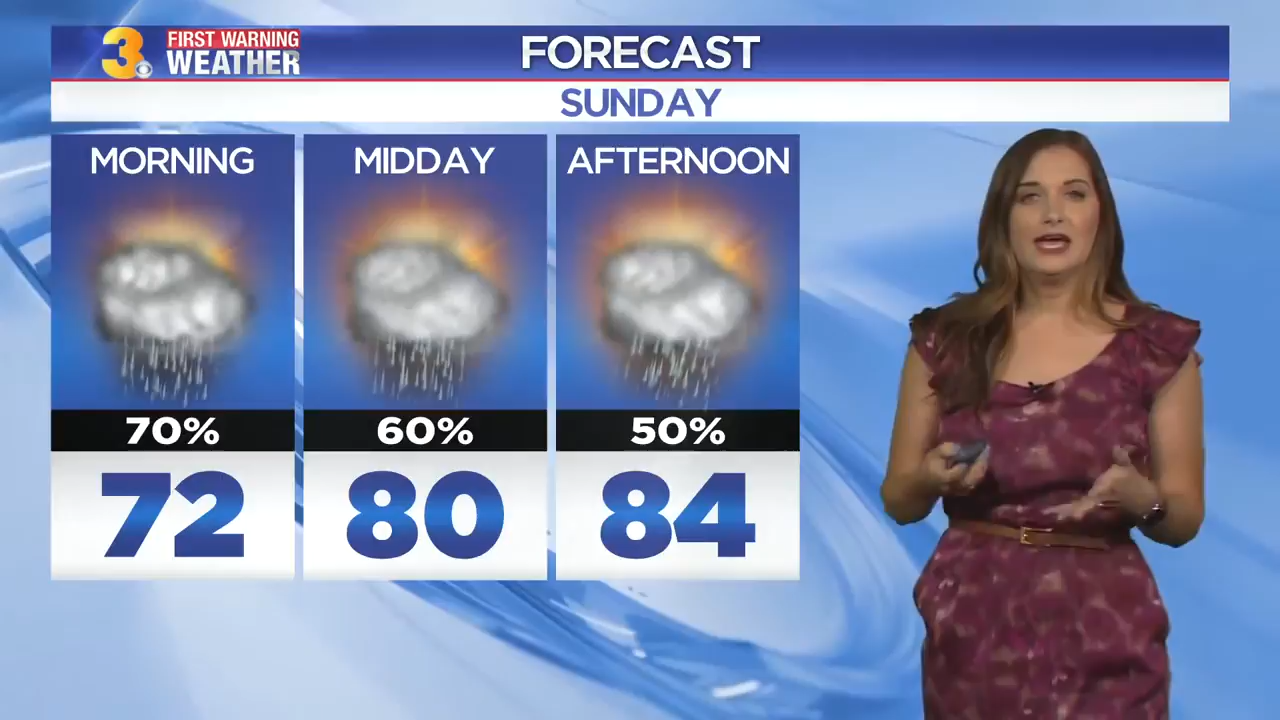 3 FIRST WARNING
WEATHER
FORECAST
SUNDAY
MORNING
70%
72
MIDDAY
60%
80
AFTERNOON
50%
84